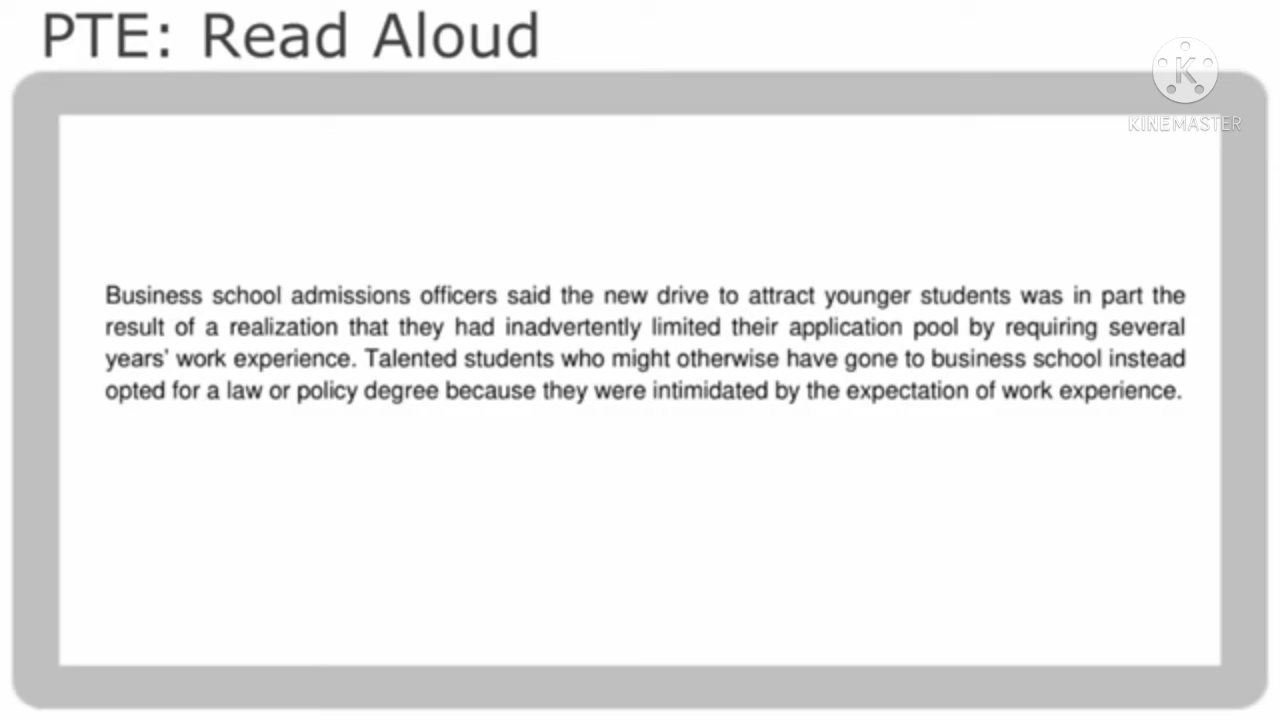 PTE: Read Aloud
K
KINEMASTER
Business school admissions officers said the new drive to attract younger students was in part the
result of a realization that they had inadvertently limited their application pool by requiring several
years' work experience. Talented students who might otherwise have gone to business school instead
opted for a law or policy degree because they were intimidated by the expectation of work experience.